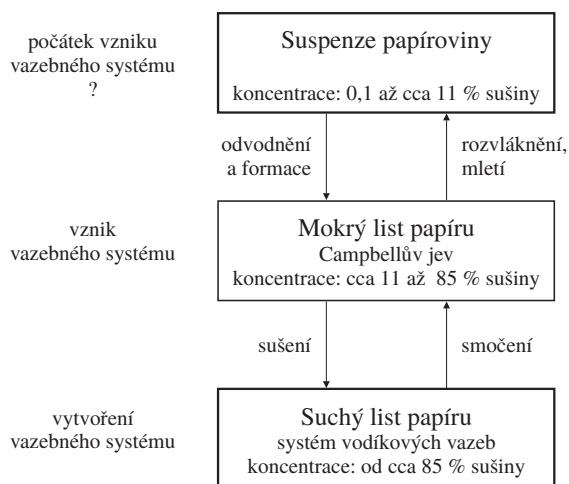 počátek vzniku
vazebného systému
?
Suspenze papíroviny
koncentrace: 0,1 až cca 11 % sušiny
odvodnění
a formace
rozvláknění,
mletí
vznik
vazebného systému
Mokrý list papíru
Campbellův jev
koncentrace: cca 11 až 85 % sušiny
sušení
smočení
vytvoření
vazebného systému
Suchý list papíru
systém vodíkových vazeb
koncentrace: od cca 85 % sušiny